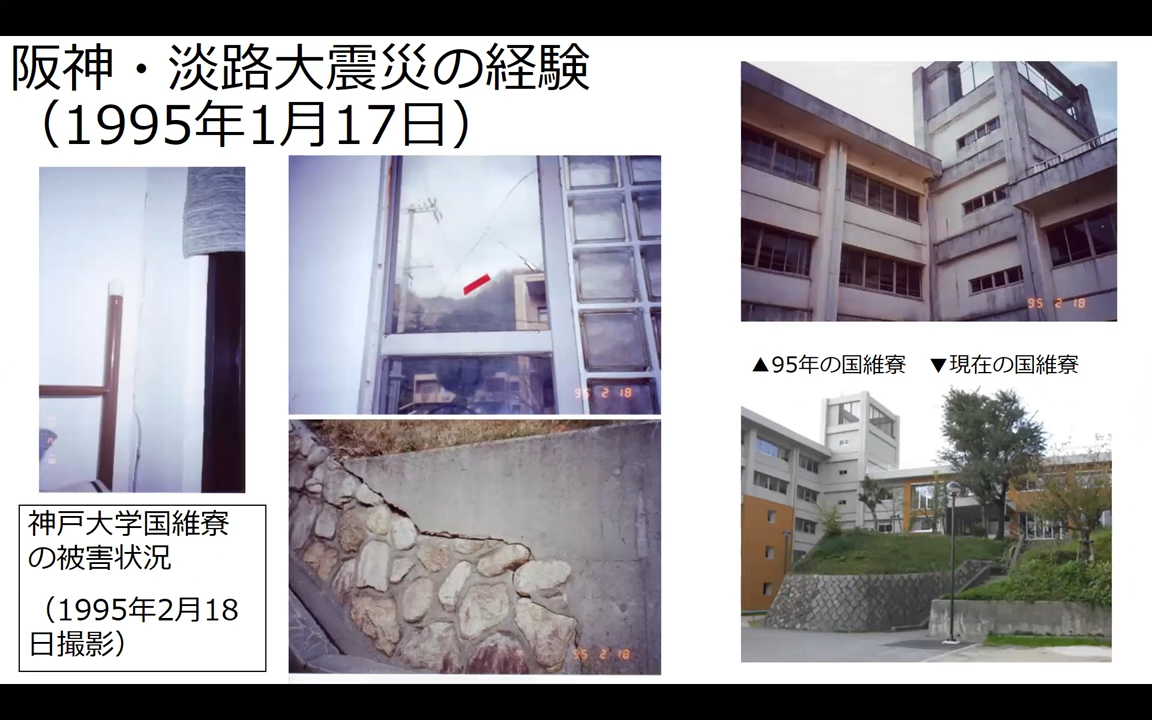 阪神・淡路大震災の経験
（1995年1月17日）
95 2 18
95 2 18
▲95年の国維寮　▼現在の国維寮
神戸大学国維寮
の被害状況
（1995年2月18
日撮影）
95 2 18